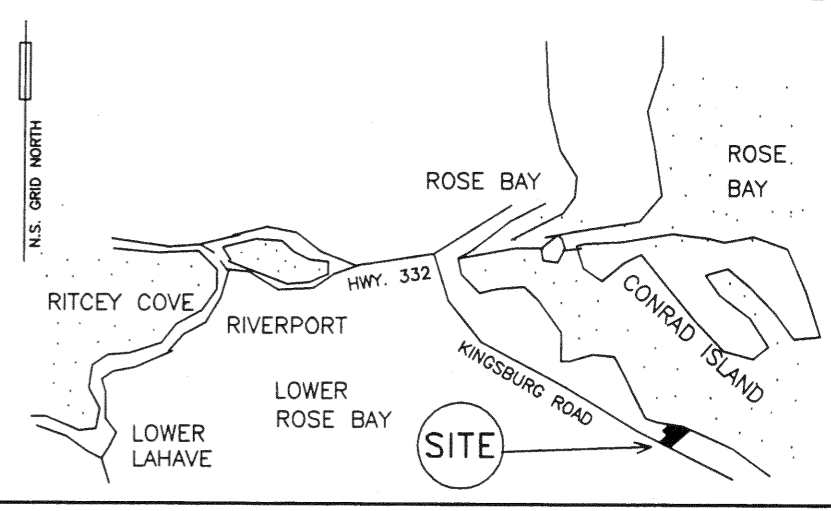 N.S. GRID NORTH
ROSE BAY
ROSE
BAY
HWY. 332
RITCEY COVE
RIVERPORT
CONRAD ISLAND
KINGSBURG ROAD
LOWER
ROSE BAY
SITE
LOWER
LAHAVE